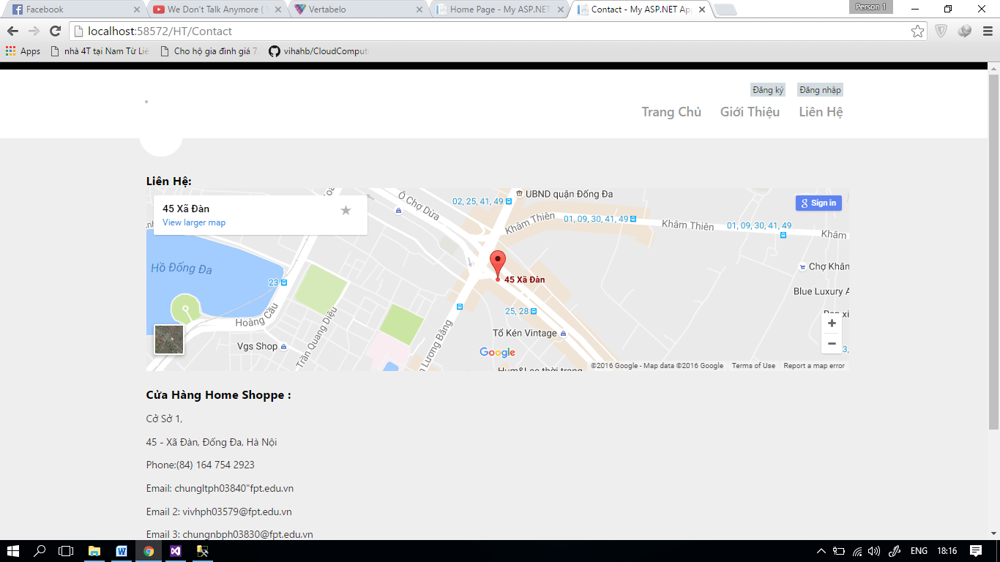 Person 1
Facebook
We Don't Talk Anymore (
Vertabelo
Home Page - My ASP.NET
Contact - My ASP.NET Ap
localhost:58572/HT/Contact
Apps
nhà 4T tại Nam Từ Liê
Cho hộ gia đình giá 7.
vihahb/CloudComput
Đăng ký
Đăng nhập
Trang Chủ
Giới Thiệu
Liên Hệ
Liên Hệ:
45 Xã Đàn
View larger map
Sign in
UBND quận Đống Đa
02, 25, 41, 49
Ô Chợ Dừa
Khâm Thiên
01, 09, 30, 41, 49
Khâm Thiên
01, 09, 30, 41, 49
Khâm
Hồ Đống Đa
23
45 Xã Đàn
Chợ Khân
Blue Luxury A
Hoàng Cầu
Trần Quang Diệu
25, 28
Tổ Kén Vintage
Vgs Shop
Lương Bằng
Google
Hum&Lec thời trang
+
−
3,
©2016 Google - Map data ©2016 Google
Terms of Use
Report a map error
Cửa Hàng Home Shoppe :
Cở Sở 1,
45 - Xã Đàn, Đống Đa, Hà Nội
Phone:(84) 164 754 2923
Email: chungltph03840"fpt.edu.vn
Email 2: vivhph03579@fpt.edu.vn
Email 3: chungnbph03830@fpt.edu.vn
ENG
18:16